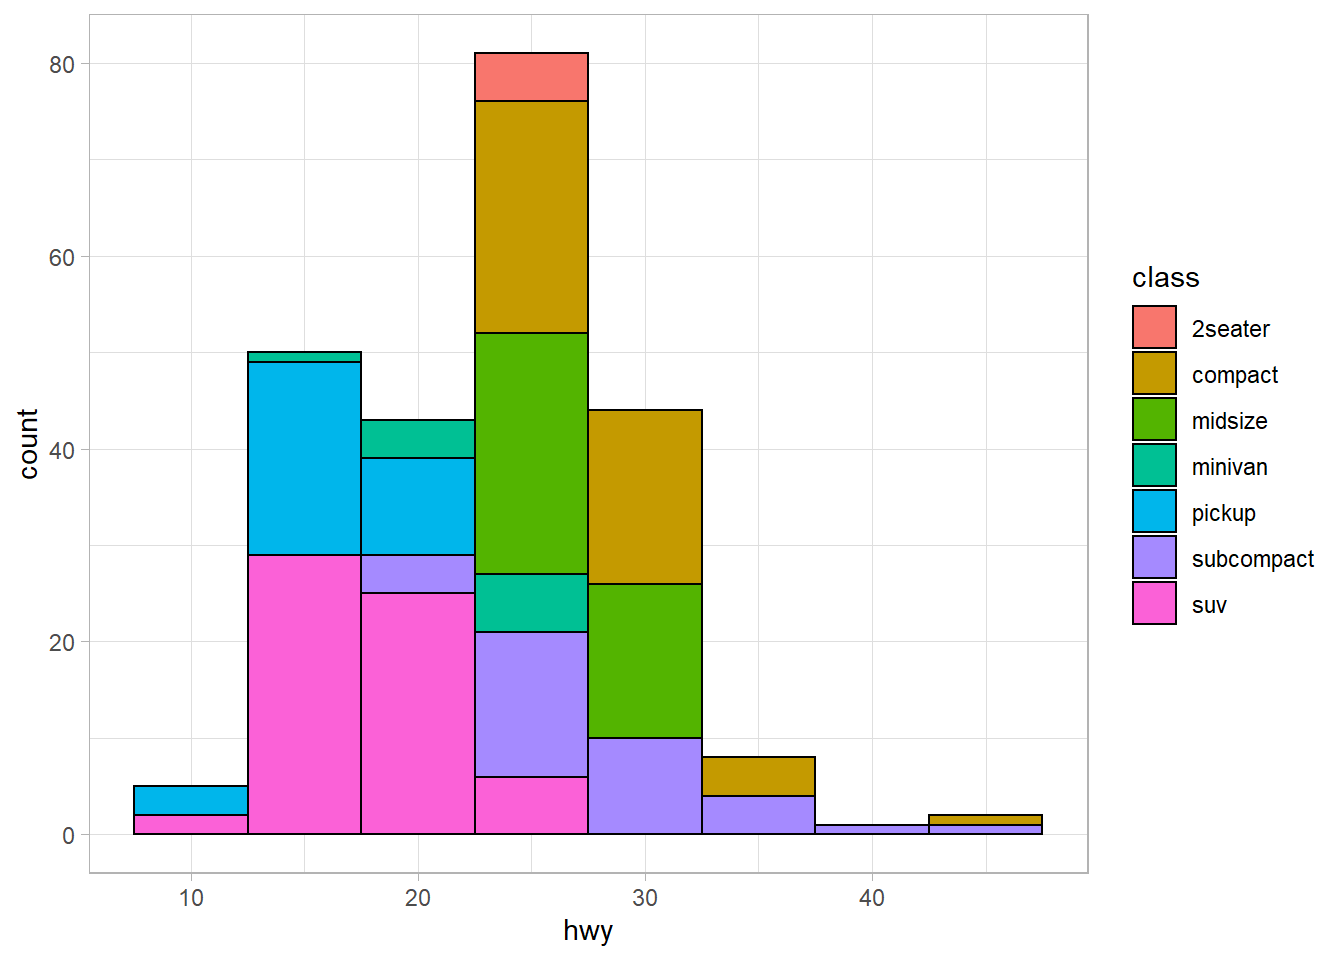 80
60
40
20
0
count
10 20 30 40
hwy
class
2seater
compact
midsize
minivan
pickup
subcompact
suv